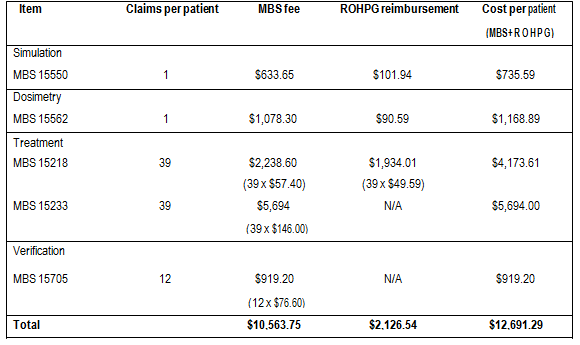 Item Claims per patient MBS fee ROHPG reimbursement Cost per patient
(MBS+ROHPG)
Simulation
MBS 15550 1 $633.65 $101.94 $735.59
Dosimetry
MBS 15562 1 $1,078.30 $90.59 $1,168.89
Treatment
MBS 15218 39 $2,238.60 $1,934.01 $4,173.61
(39 x $57.40) (39 x $49.59)
MBS 15233 39 $5,694 N/A $5,694.00
(39 x $146.00)
Verification
MBS 15705 12 $919.20 N/A $919.20
(12 x $76.60)
Total $10,563.75 $2,126.54 $12,691.29